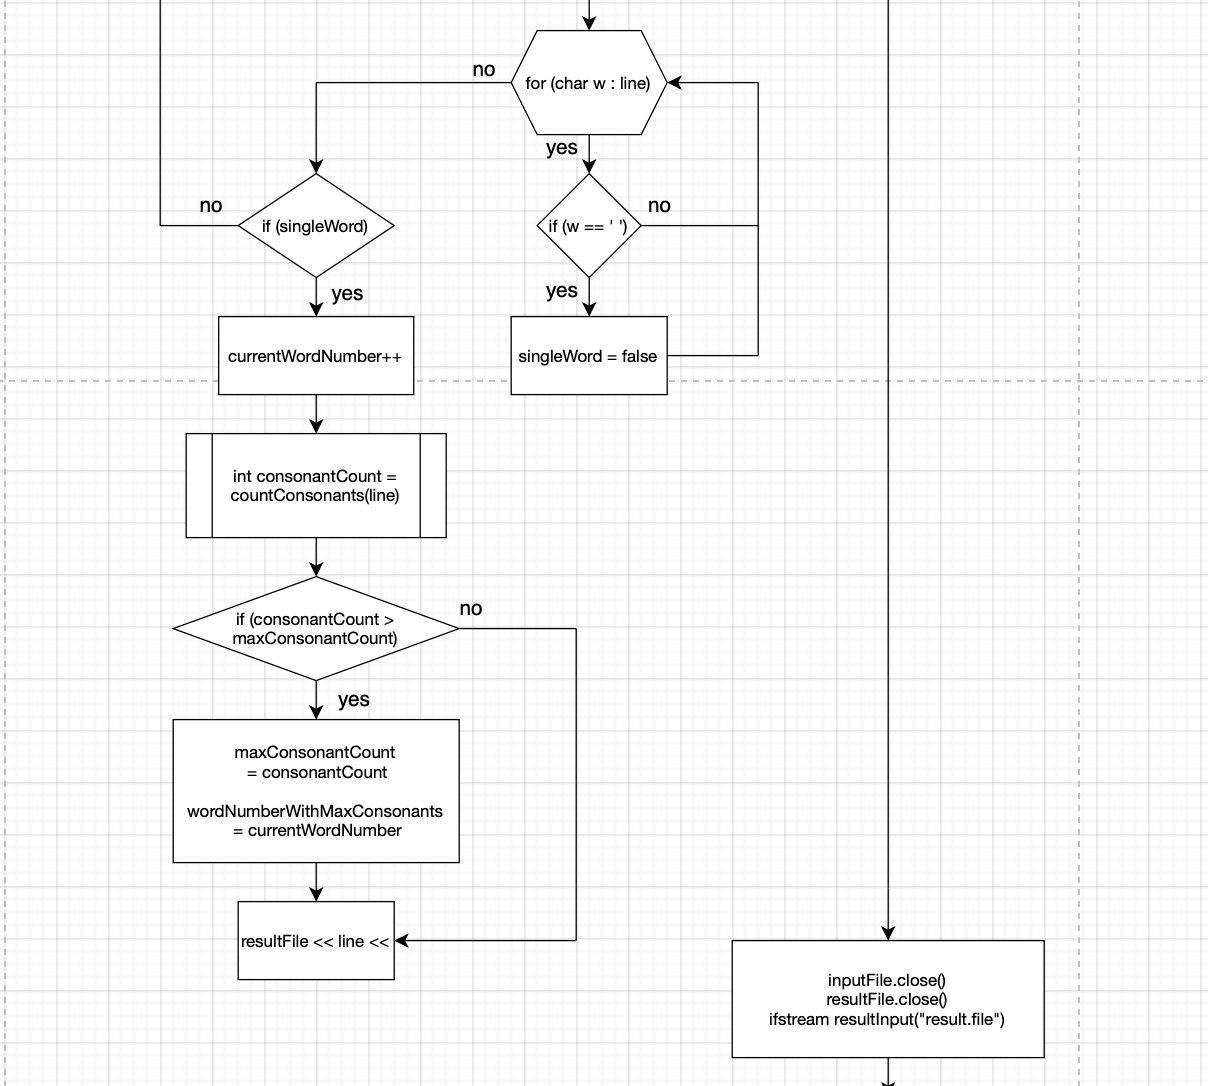 no
for (char w : line)
yes
no
if (singleWord)
no
if (w == ' ')
yes
yes
currentWordNumber++
singleWord = false
int consonantCount =
countConsonants(line)
if (consonantCount >
maxConsonantCount)
no
yes
maxConsonantCount
= consonantCount
wordNumberWithMaxConsonants
= currentWordNumber
resultFile << line <<
inputFile.close()
resultFile.close()
ifstream resultInput("result.file")